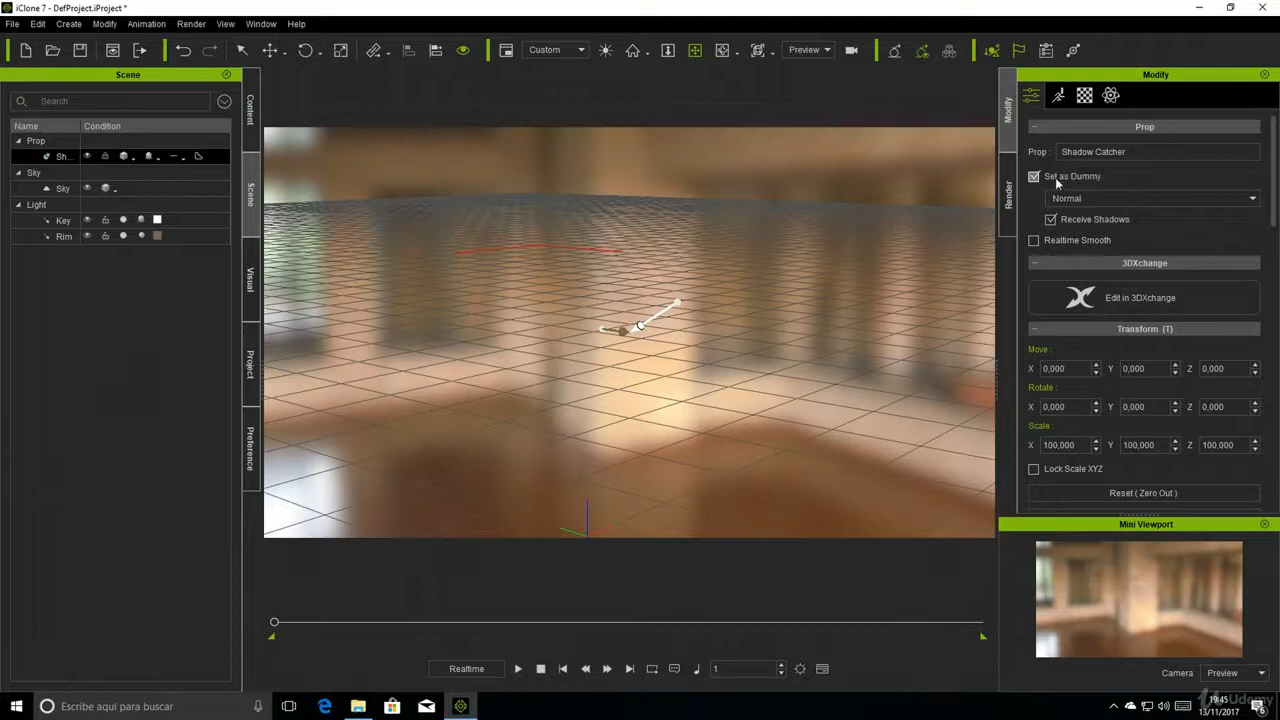 iClone 7 - DefProject.iProject *
File Edit Create Modify Animation Render View Window Help
Custom Preview
Scene
Search
Name Condition
Prop
Sh...
Sky
Sky
Light
Key
Rim
Content
Scene
Visual
Project
Preference
Modify
Render
Modify
Prop
Prop : Shadow Catcher
Set as Dummy
Normal
Receive Shadows
Realtime Smooth
3DXchange
Edit in 3DXchange
Transform (T)
Move :
X 0,000 Y 0,000 Z 0,000
Rotate :
X 0,000 Y 0,000 Z 0,000
Scale :
X 100,000 Y 100,000 Z 100,000
Lock Scale XYZ
Reset ( Zero Out )
Mini Viewport
Camera Preview
Realtime 1
Escribe aquí para buscar
19:45
13/11/2017
6
Udemy